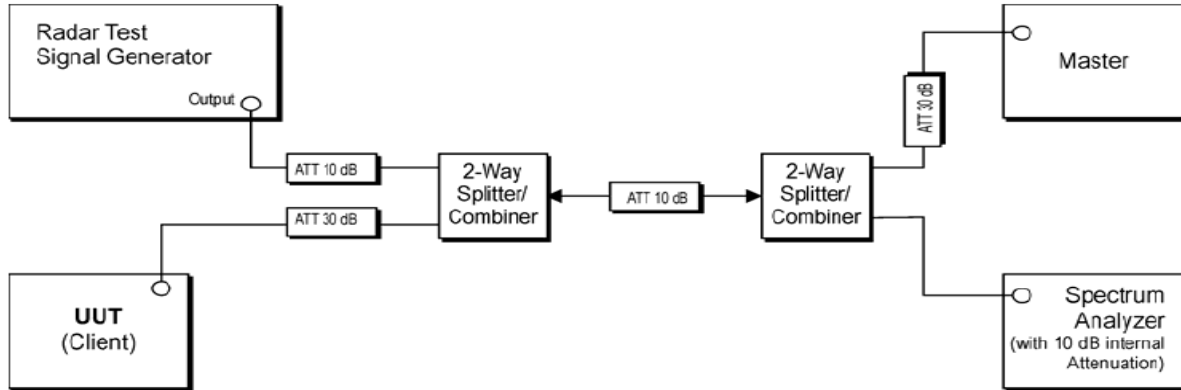 Radar Test
Signal Generator
Output
ATT 10 dB
2-Way
Splitter/
Combiner
ATT 30 dB
ATT 10 dB
2-Way
Splitter/
Combiner
ATT 30 dB
Master
UUT
(Client)
Spectrum
Analyzer
(with 10 dB internal
Attenuation)